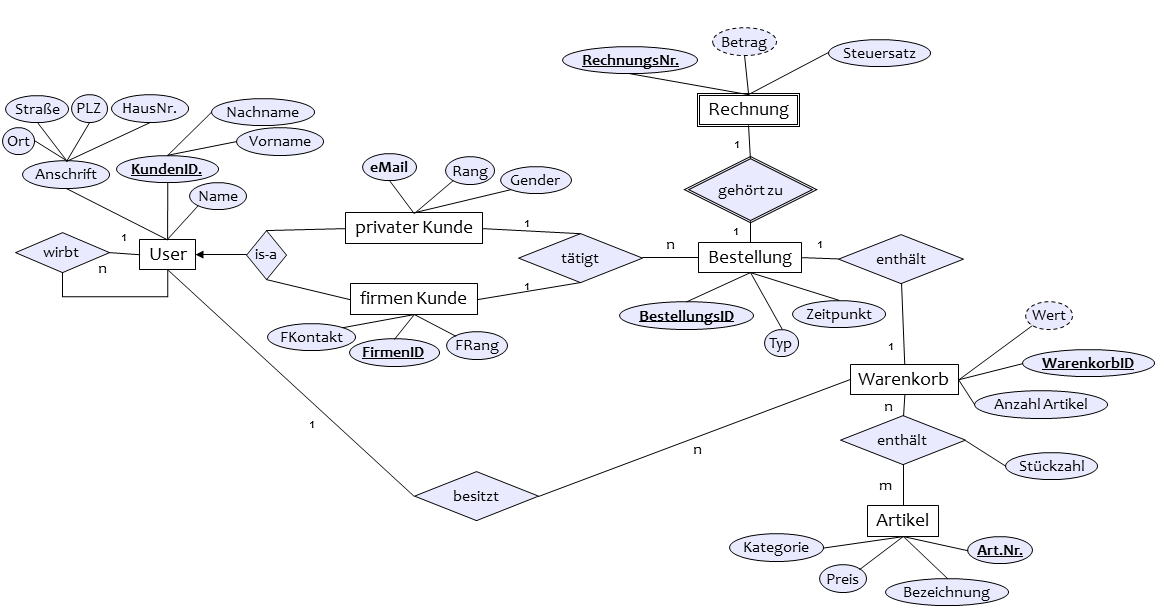 Betrag
Steuersatz
RechnungsNr.
Rechnung
1
gehört zu
1
Straße
PLZ
HausNr.
Ort
Anschrift
Nachname
Vorname
KundenID.
Name
wirbt
1
n
User
is-a
eMail
Rang
Gender
privater Kunde
1
firmen Kunde
1
FKontakt
FirmenID
FRang
tätigt
n
Bestellung
1
enthält
BestellungsID
Typ
Zeitpunkt
1
Wert
WarenkorbID
Warenkorb
Anzahl Artikel
n
enthält
Stückzahl
m
1
besitzt
n
Artikel
Kategorie
Preis
Bezeichnung
Art.Nr.